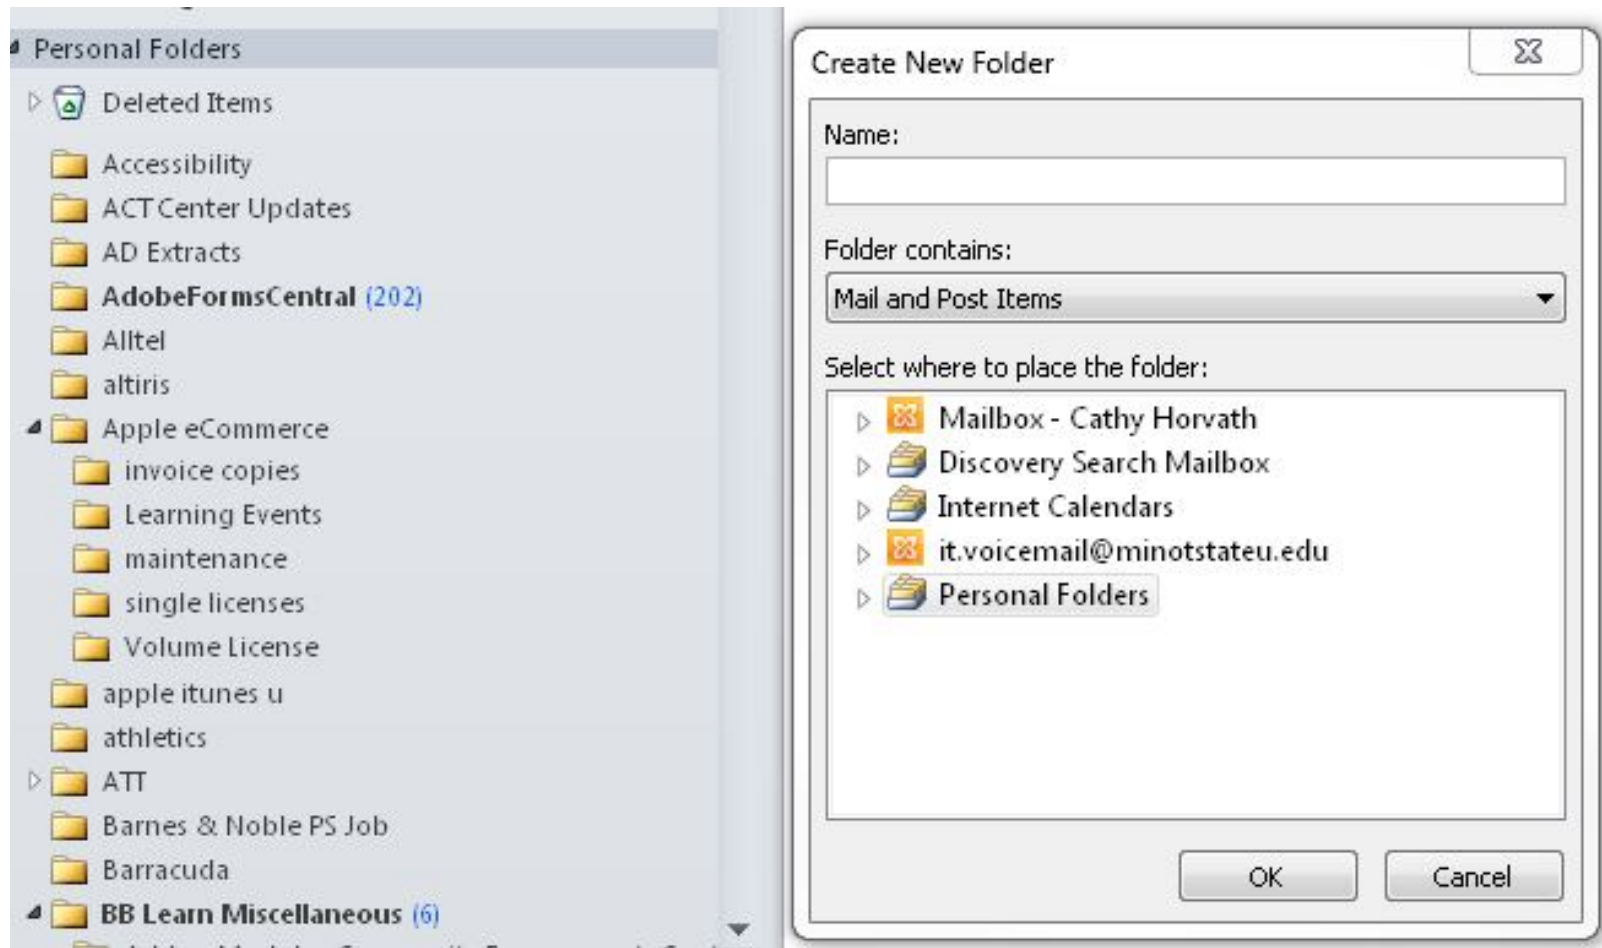 Personal Folders
Deleted Items
Accessibility
ACT Center Updates
AD Extracts
AdobeFormsCentral (202)
Alltel
altiris
Apple eCommerce
invoice copies
Learning Events
maintenance
single licenses
Volume License
apple itunes u
athletics
ATT
Barnes & Noble PS Job
Barracuda
BB Learn Miscellaneous (6)
Create New Folder
Name:
Folder contains:
Mail and Post Items
Select where to place the folder:
Mailbox - Cathy Horvath
Discovery Search Mailbox
Internet Calendars
it.voicemail@minotstateu.edu
Personal Folders
OK
Cancel